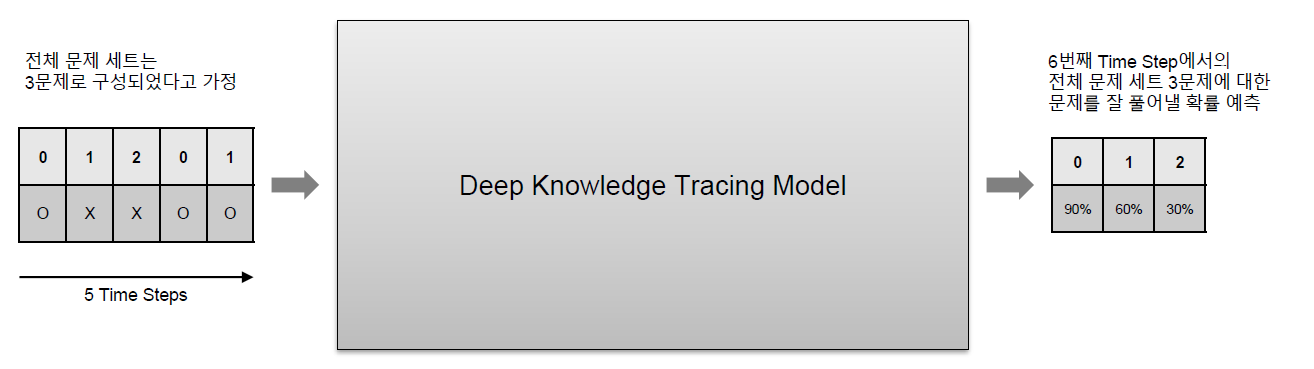 전체 문제 세트는
3문제로 구성되었다고 가정
0 1 2 0 1
O X X O O
5 Time Steps
Deep Knowledge Tracing Model
6번째 Time Step에서의
전체 문제 세트 3문제에 대한
문제를 잘 풀어낼 확률 예측
0 1 2
90% 60% 30%